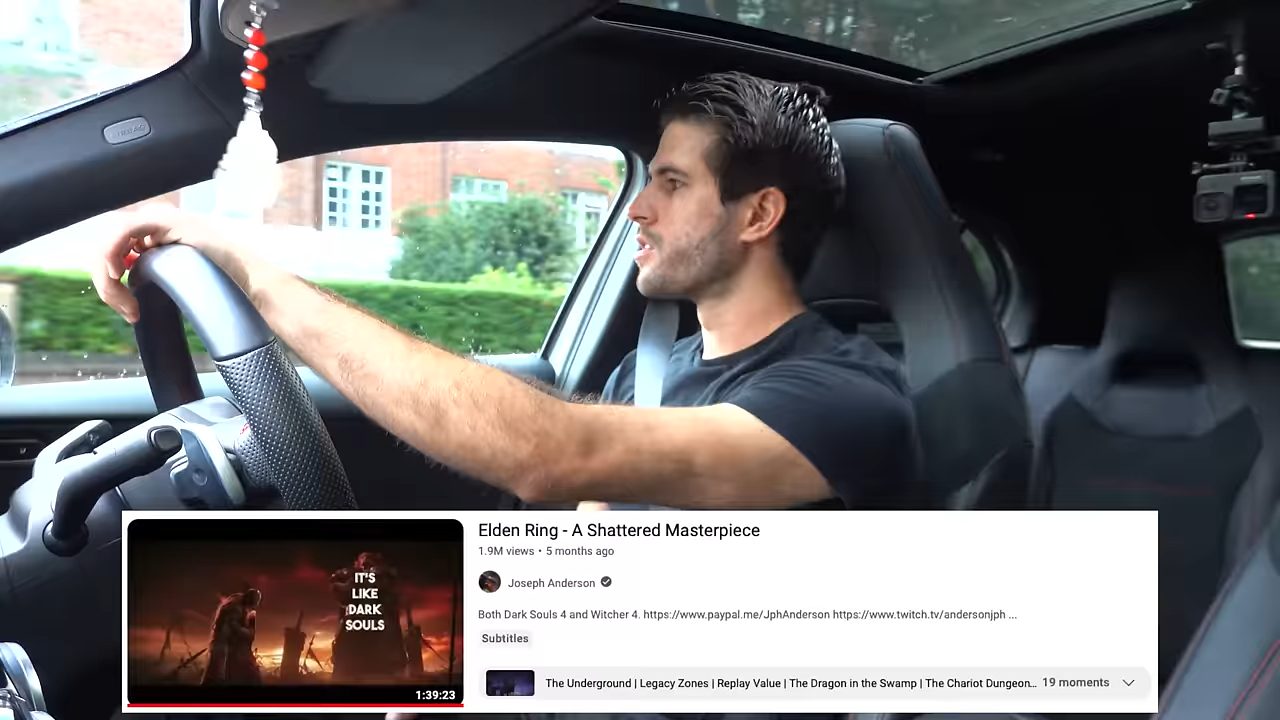 Elden Ring - A Shattered Masterpiece
1.9M views • 5 months ago
Joseph Anderson
Both Dark Souls 4 and Witcher 4. https://www.paypal.me/JphAnderson https://www.twitch.tv/andersonjph ...
Subtitles
The Underground | Legacy Zones | Replay Value | The Dragon in the Swamp | The Chariot Dungeon... 19 moments
IT'S
LIKE
DARK
SOULS
1:39:23